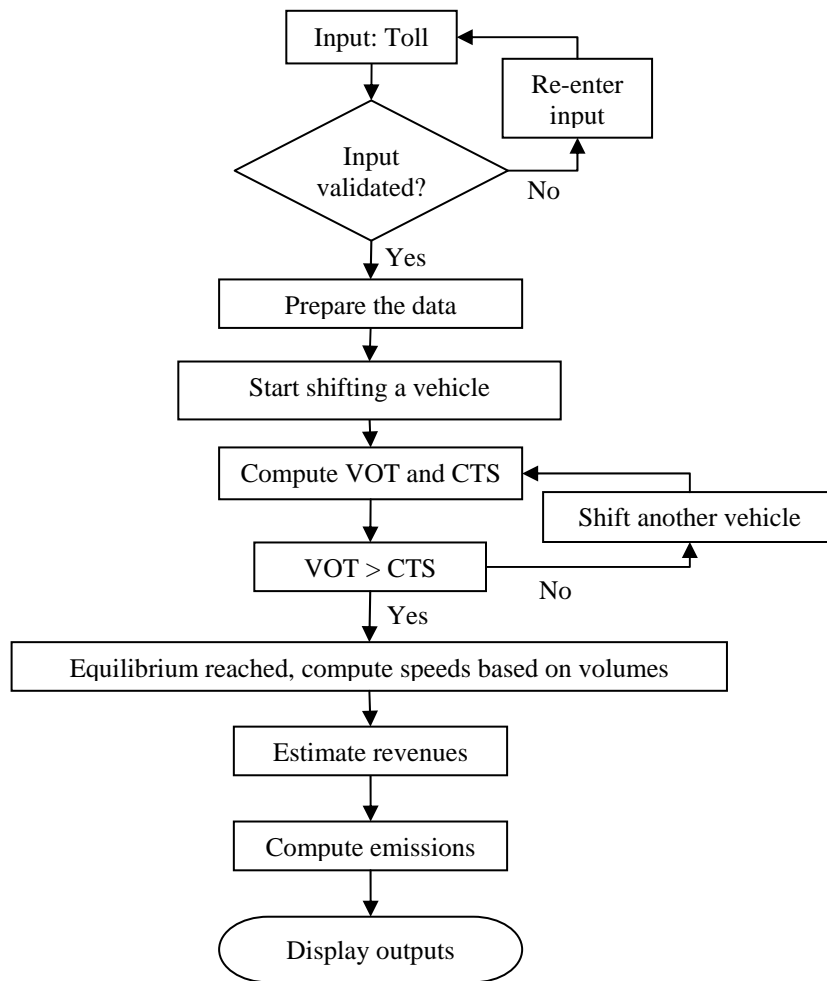 Input: Toll
Re-enter
input
Input
validated?
No
Yes
Prepare the data
Start shifting a vehicle
Compute VOT and CTS
Shift another vehicle
VOT > CTS
No
Yes
Equilibrium reached, compute speeds based on volumes
Estimate revenues
Compute emissions
Display outputs